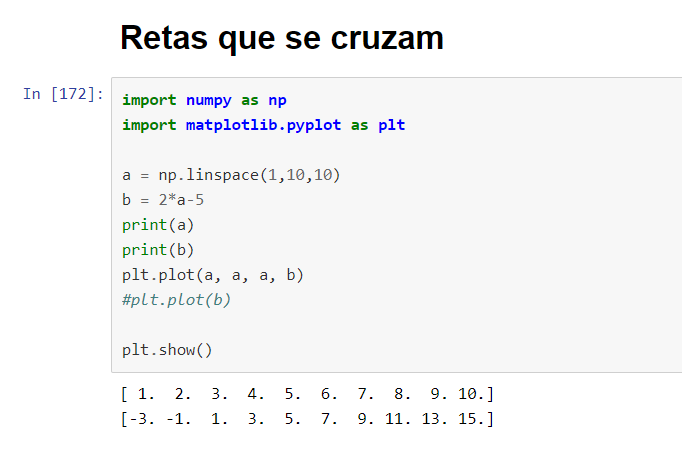 Retas que se cruzam
In [172]:
import numpy as np
import matplotlib.pyplot as plt
a = np.linspace(1,10,10)
b = 2*a-5
print(a)
print(b)
plt.plot(a, a, a, b)
#plt.plot(b)
plt.show()
[ 1.  2.  3.  4.  5.  6.  7.  8.  9. 10.]
[-3. -1.  1.  3.  5.  7.  9. 11. 13. 15.]